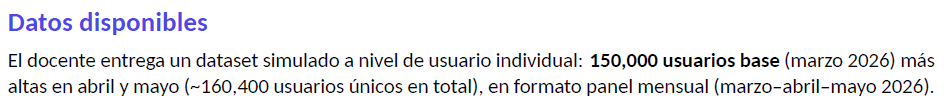 Datos disponibles
El docente entrega un dataset simulado a nivel de usuario individual: 150,000 usuarios base (marzo 2026) más
altas en abril y mayo (~160,400 usuarios únicos en total), en formato panel mensual (marzo–abril–mayo 2026).